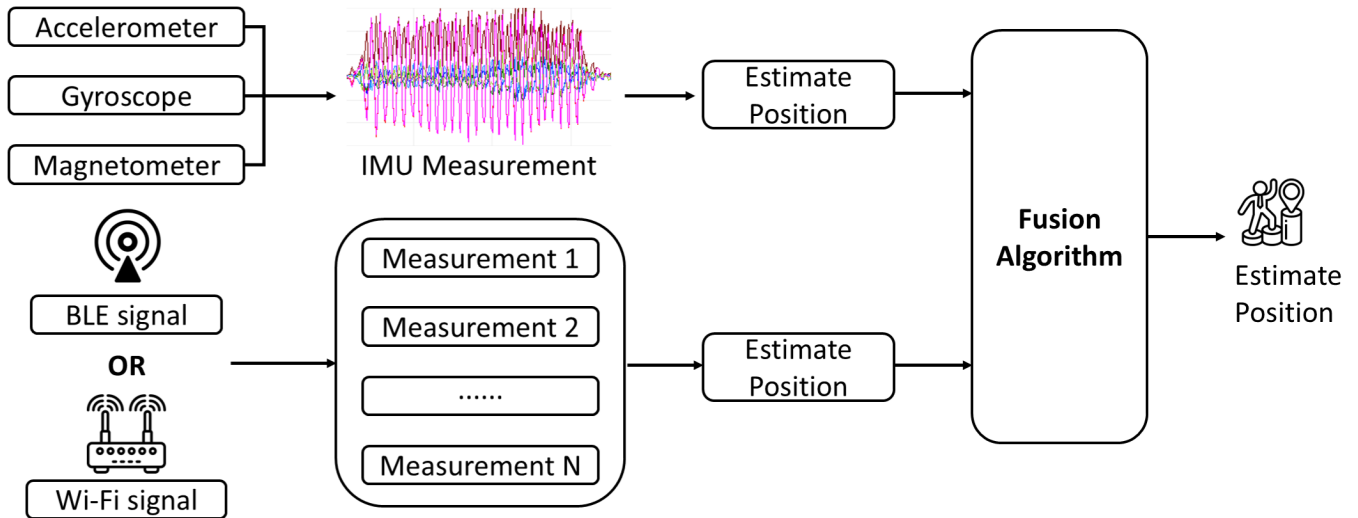 Accelerometer
Gyroscope
Magnetometer
IMU Measurement
Estimate
Position
BLE signal
OR
Wi-Fi signal
Measurement 1
Measurement 2
......
Measurement N
Estimate
Position
Fusion
Algorithm
Estimate
Position